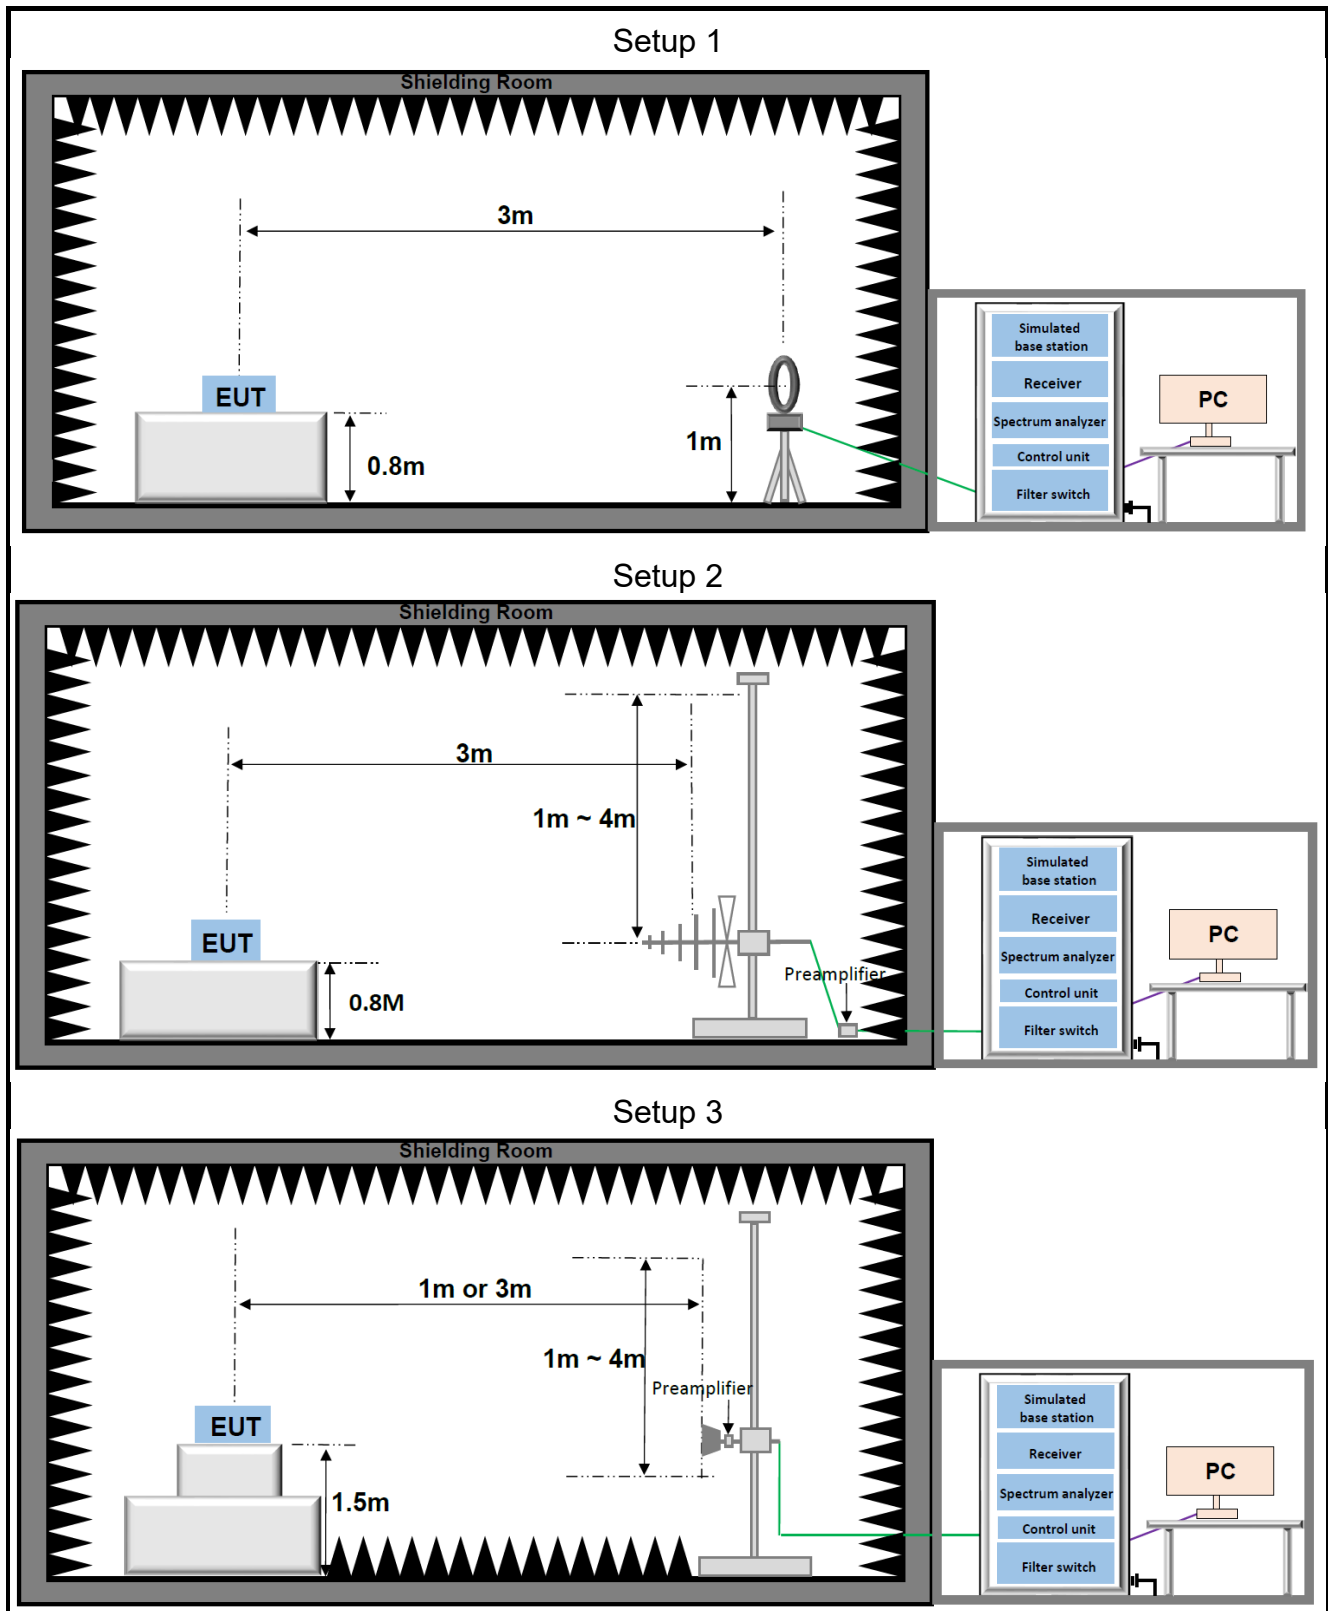 Setup 1
Shielding Room
3m
EUT
0.8m
1m
Simulated
base station
Receiver
Spectrum analyzer
Control unit
Filter switch
PC
Setup 2
Shielding Room
3m
1m ~ 4m
EUT
0.8M
Preamplifier
Simulated
base station
Receiver
Spectrum analyzer
Control unit
Filter switch
PC
Setup 3
Shielding Room
1m or 3m
1m ~ 4m
Preamplifier
EUT
1.5m
Simulated
base station
Receiver
Spectrum analyzer
Control unit
Filter switch
PC